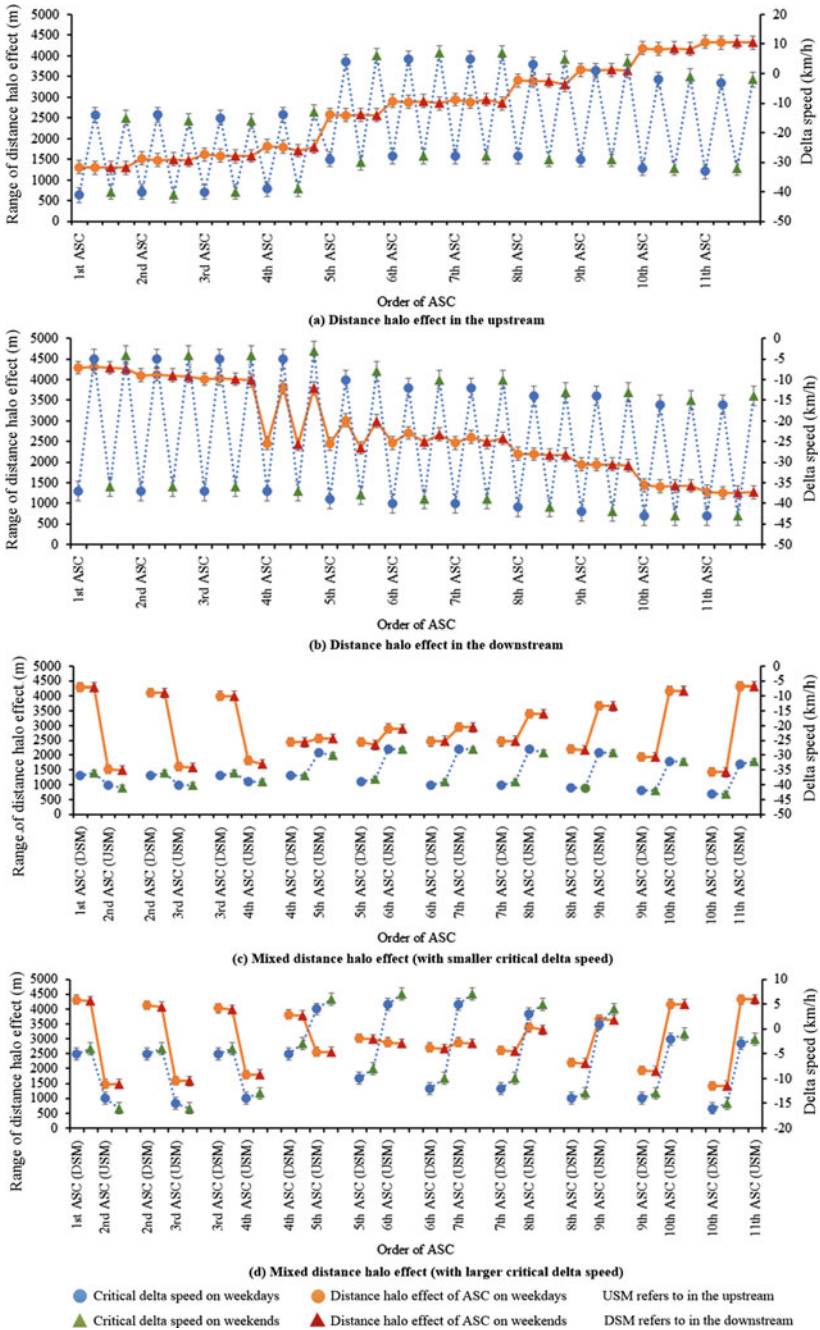 Range of distance halo effect (m)
5000
4500
4000
3500
3000
2500
2000
1500
1000
500
0
20
10
0
-10
-20
-30
-40
-50
Delta speed (km/h)
1st ASC
2nd ASC
3rd ASC
4th ASC
5th ASC
6th ASC
7th ASC
8th ASC
9th ASC
10th ASC
11th ASC
Order of ASC
(a) Distance halo effect in the upstream
Range of distance halo effect (m)
5000
4500
4000
3500
3000
2500
2000
1500
1000
500
0
0
-5
-10
-15
-20
-25
-30
-35
-40
-45
-50
Delta speed (km/h)
1st ASC
2nd ASC
3rd ASC
4th ASC
5th ASC
6th ASC
7th ASC
8th ASC
9th ASC
10th ASC
11th ASC
Order of ASC
(b) Distance halo effect in the downstream
Range.of distance halo effect (m)
5000
4500
4000
3500
3000
2500
2000
1500
1000
500
0
0
-5
-10
-15
-20
-25
-30
-35
-40
-45
-50
Delta speed (km/h)
1st ASC (DSM)
2nd ASC (USM)
2nd ASC (DSM)
3rd ASC (USM)
3rd ASC (DSM)
4th ASC (USM)
4th ASC (DSM)
5th ASC (USM)
5th ASC (DSM)
6th ASC (USM)
6th ASC (DSM)
7th ASC (USM)
7th ASC (DSM)
8th ASC (USM)
8th ASC (DSM)
9th ASC (USM)
9th ASC (DSM)
10th ASC (USM)
10th ASC (DSM)
11th ASC (USM)
Order of ASC
(c) Mixed distance halo effect (with smaller critical delta speed)
Range of distance halo effect (m)
5000
4500
4000
3500
3000
2500
2000
1500
1000
500
0
10
5
0
-5
-10
-15
-20
Delta speed (km/h)
1st ASC (DSM)
2nd ASC (USM)
2nd ASC (DSM)
3rd ASC (USM)
3rd ASC (DSM)
4th ASC (USM)
4th ASC (DSM)
5th ASC (USM)
5th ASC (DSM)
6th ASC (USM)
6th ASC (DSM)
7th ASC (USM)
7th ASC (DSM)
8th ASC (USM)
8th ASC (DSM)
9th ASC (USM)
9th ASC (DSM)
10th ASC (USM)
10th ASC (DSM)
11th ASC (USM)
Order of ASC
(d) Mixed distance halo effect (with larger critical delta speed)
Critical delta speed on weekdays Distance halo effect of ASC on weekdays USM refers to in the upstream
Critical delta speed on weekends Distance halo effect of ASC on weekends DSM refers to in the downstream